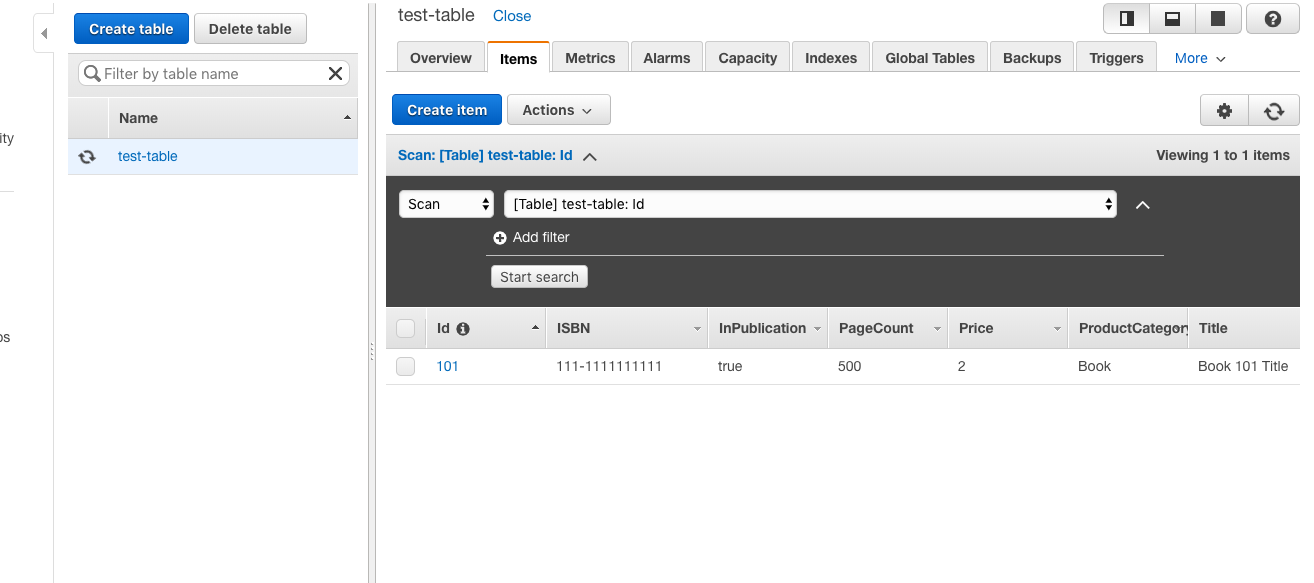 test-table Close
Create table Delete table
Overview Items Metrics Alarms Capacity Indexes Global Tables Backups Triggers More
Filter by table name
Create item Actions
Name
ity
Scan: [Table] test-table: Id Viewing 1 to 1 items
test-table
Scan [Table] test-table: Id
Add filter
Start search
Id ISBN InPublication PageCount Price ProductCategory Title
os
101 111-1111111111 true 500 2 Book Book 101 Title